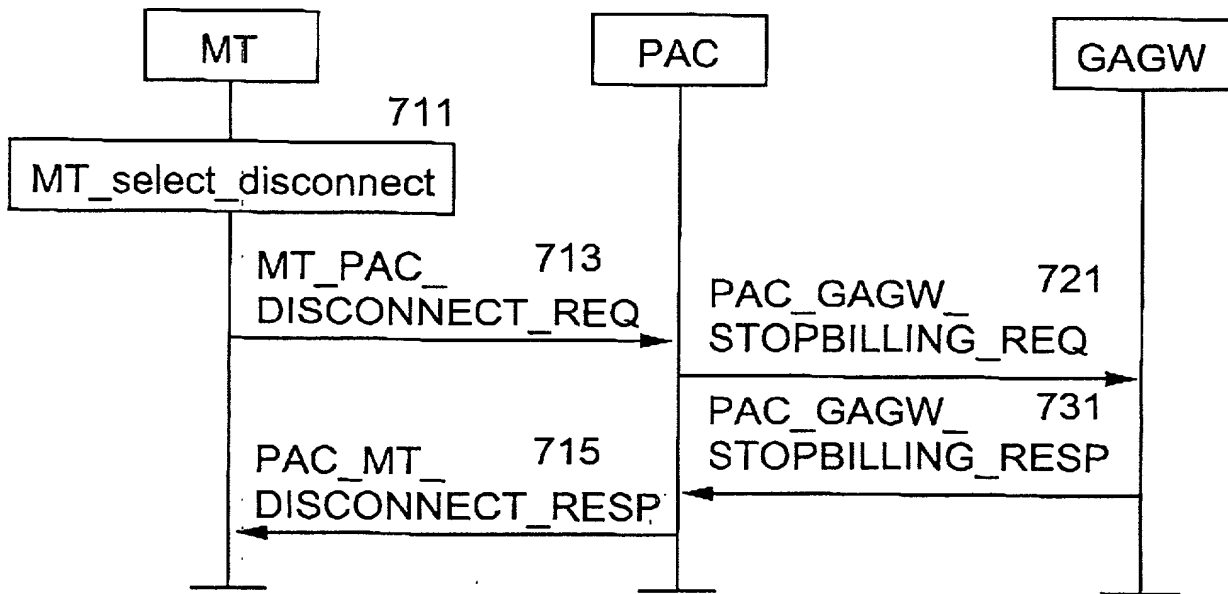 MT
PAC
GAGW
711
MT_select_disconnect
MT_PAC_ 713
DISCONNECT_REQ
PAC_GAGW_ 721
STOPBILLING_REQ
PAC_GAGW_ 731
STOPBILLING_RESP
PAC_MT_ 715
DISCONNECT_RESP